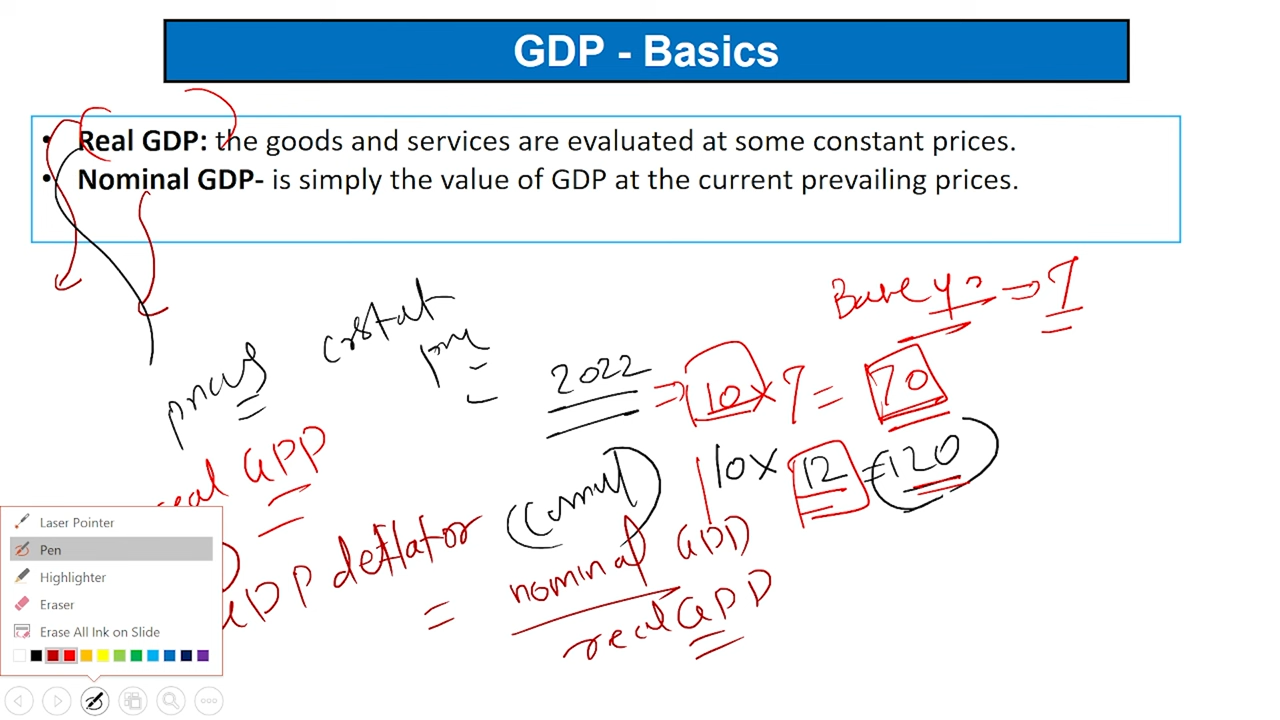 GDP - Basics
• Real GDP: the goods and services are evaluated at some constant prices.
• Nominal GDP- is simply the value of GDP at the current prevailing prices.
Base yr => 7
prices
2022 => 10 x 7 = 70
real GDP
10 x 12 = 120
GDP deflator = nominal GDP
real GDP
Laser Pointer
Pen
Highlighter
Eraser
Erase All Ink on Slide